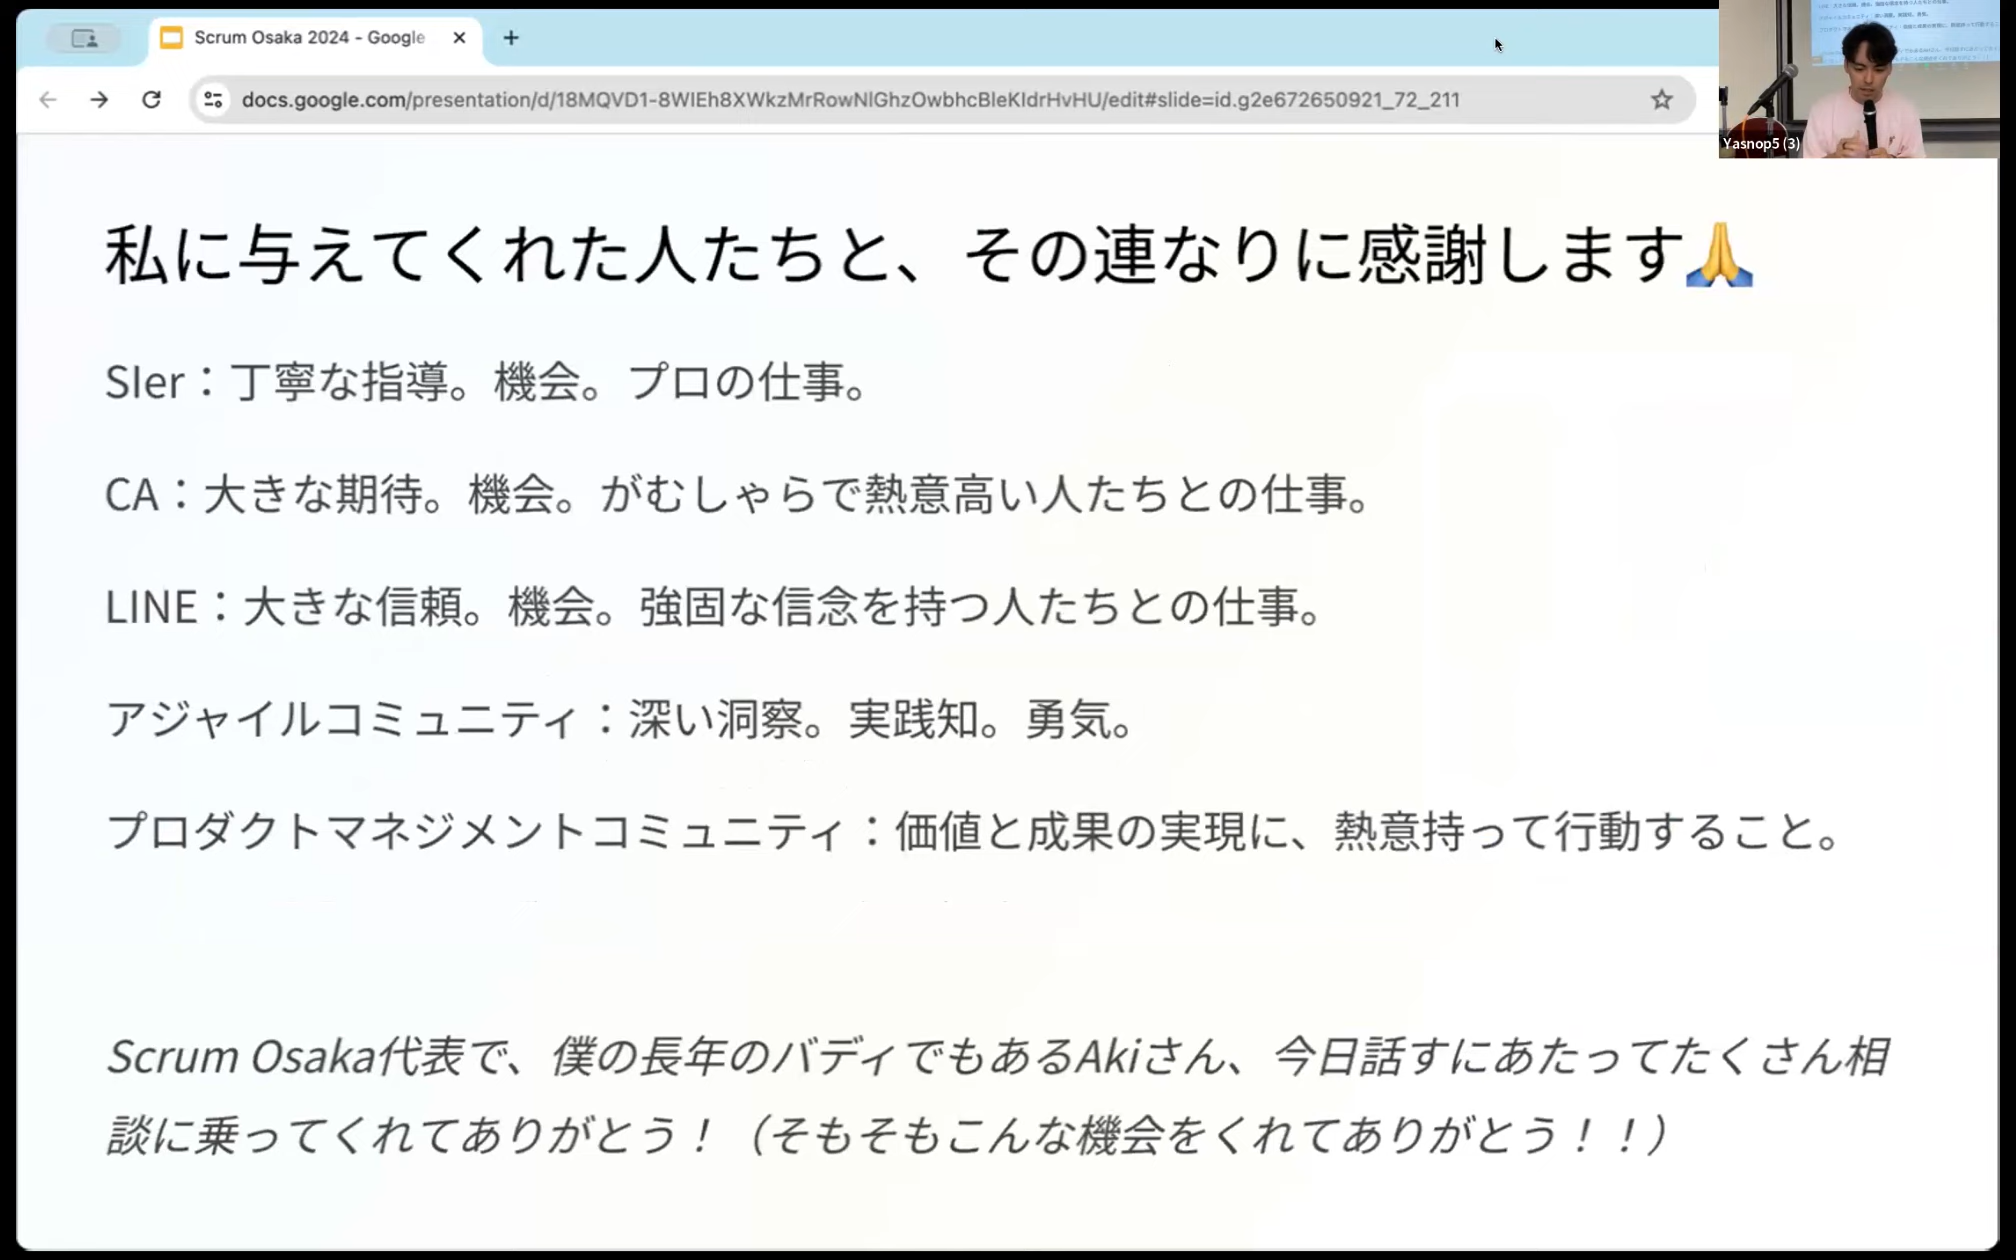 Scrum Osaka 2024 - Google
docs.google.com/presentation/d/18MQVD1-8WIEh8XWkzMrRowNlGhzOwbhcBleKIdrHvHU/edit#slide=id.g2e672650921_72_211
Yasnop5 (3)
私に与えてくれた人たちと、その連なりに感謝します🙏
SIer：丁寧な指導。機会。プロの仕事。
CA：大きな期待。機会。がむしゃらで熱意高い人たちとの仕事。
LINE：大きな信頼。機会。強固な信念を持つ人たちとの仕事。
アジャイルコミュニティ：深い洞察。実践知。勇気。
プロダクトマネジメントコミュニティ：価値と成果の実現に、熱意持って行動すること。
Scrum Osaka代表で、僕の長年のバディでもあるAkiさん、今日話すにあたってたくさん相
談に乗ってくれてありがとう！（そもそもこんな機会をくれてありがとう！！）